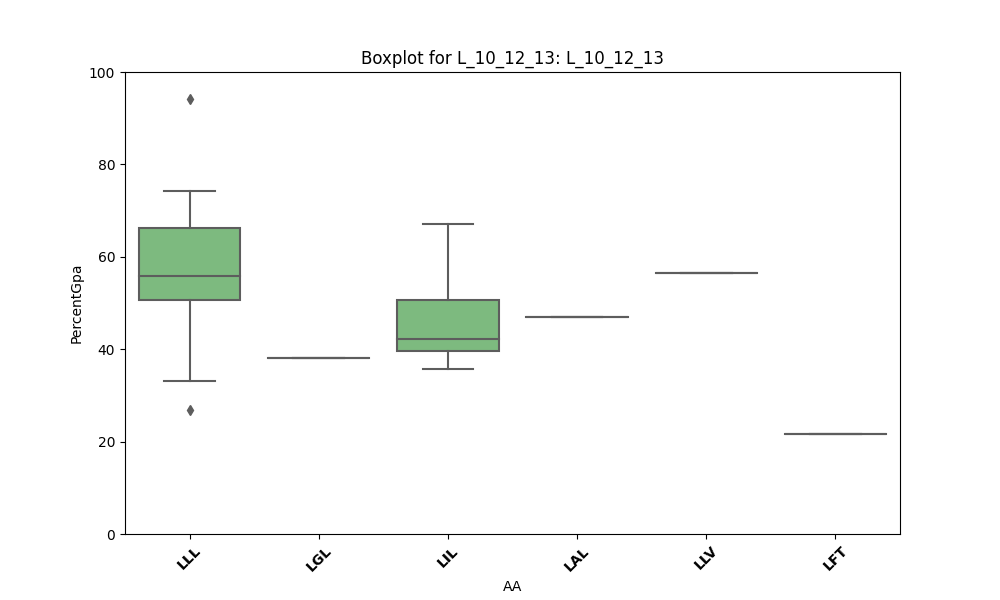 Boxplot for L_10_12_13: L_10_12_13
100
80
60
40
20
0
PercentGpa
LLL
LGL
LIL
LAL
LLV
LFT
AA